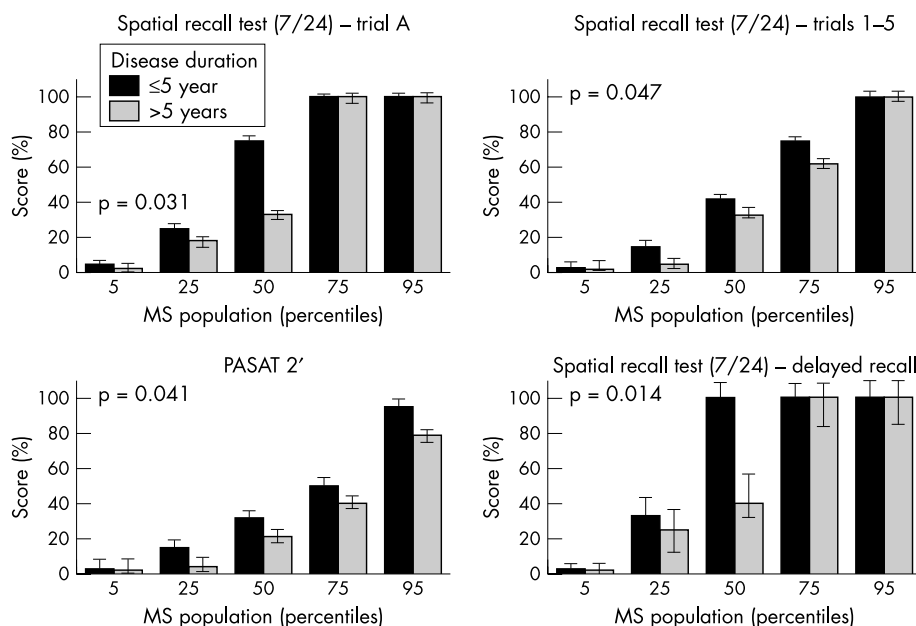 Spatial recall test (7/24) – trial A
Disease duration
≤5 year
>5 years
100
80
60
40
20
0
Score (%)
p = 0.031
5 25 50 75 95
MS population (percentiles)
Spatial recall test (7/24) – trials 1–5
100
80
60
40
20
0
Score (%)
p = 0.047
5 25 50 75 95
MS population (percentiles)
PASAT 2′
100
80
60
40
20
0
Score (%)
p = 0.041
5 25 50 75 95
MS population (percentiles)
Spatial recall test (7/24) – delayed recall
100
80
60
40
20
0
Score (%)
p = 0.014
5 25 50 75 95
MS population (percentiles)